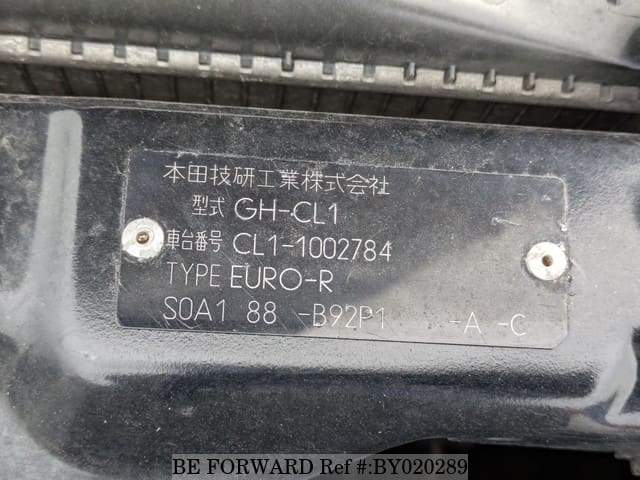 本田技研工業株式会社
型式 GH-CL1
車台番号 CL1-1002784
TYPE EURO-R
S0A1 88 -B92P1 -A -C
BE FORWARD Ref #:BY020289